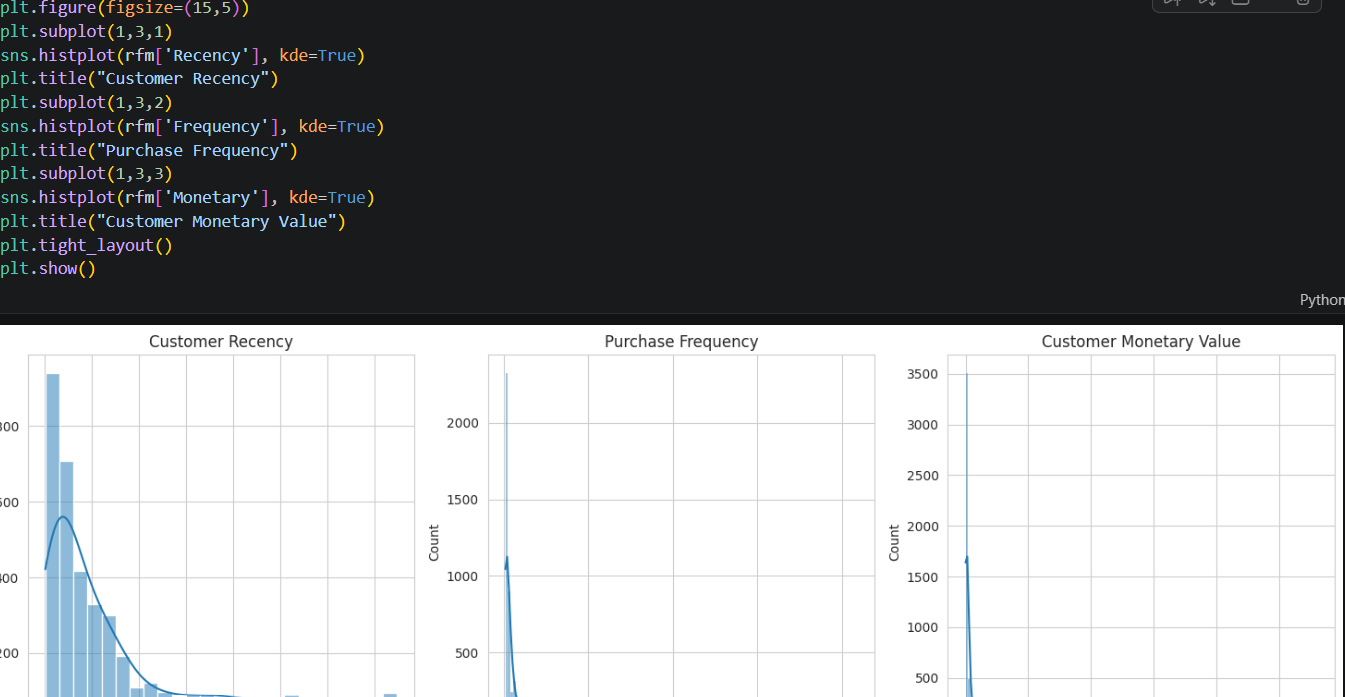 plt.figure(figsize=(15,5))
plt.subplot(1,3,1)
sns.histplot(rfm['Recency'], kde=True)
plt.title("Customer Recency")
plt.subplot(1,3,2)
sns.histplot(rfm['Frequency'], kde=True)
plt.title("Purchase Frequency")
plt.subplot(1,3,3)
sns.histplot(rfm['Monetary'], kde=True)
plt.title("Customer Monetary Value")
plt.tight_layout()
plt.show()
Python
Customer Recency
800
600
400
200
Purchase Frequency
2000
1500
1000
500
Count
Customer Monetary Value
3500
3000
2500
2000
1500
1000
500
Count